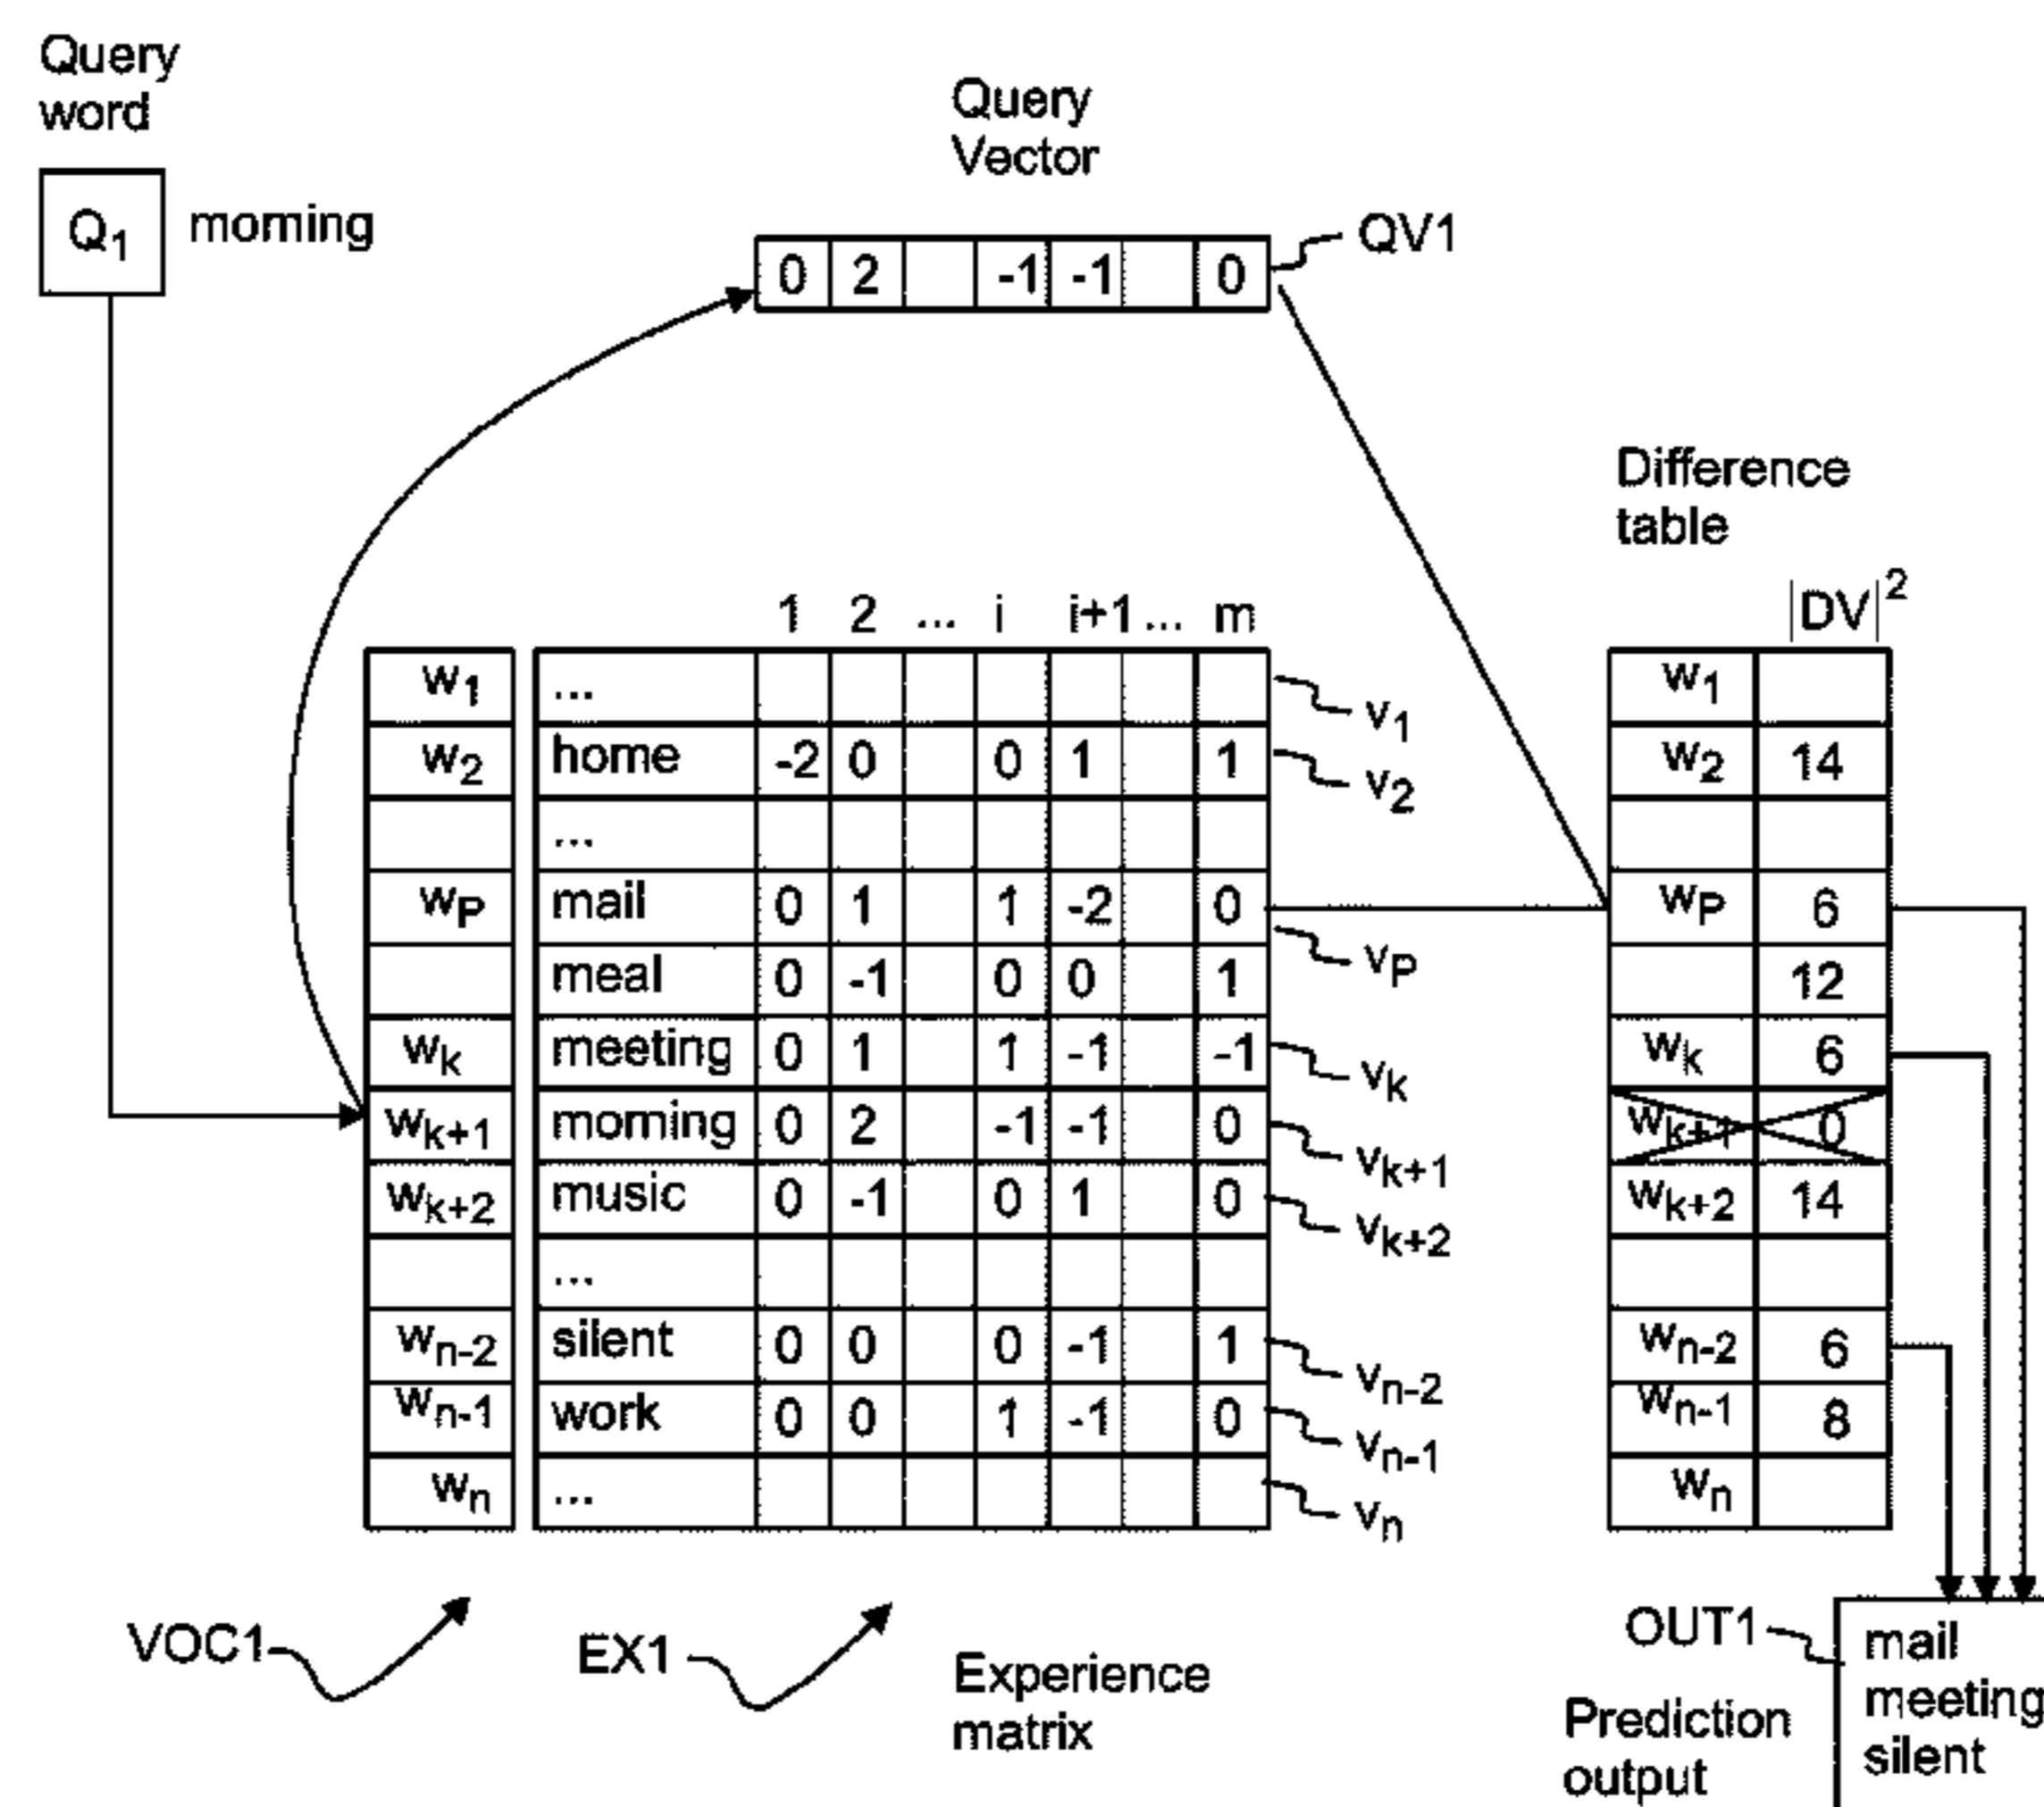 Query
word
Q1 morning
Query
Vector
0 2 -1 -1 0
QV1
Difference
table
|DV|2
1 2 ... i i+1 ... m
w1 ... v1 w1
w2 home -2 0 0 1 1 v2 w2 14
...
wP mail 0 1 1 -2 0 vP wP 6
meal 0 -1 0 0 1 12
wk meeting 0 1 1 -1 -1 vk wk 6
wk+1 morning 0 2 -1 -1 0 vk+1 wk+1 0
wk+2 music 0 -1 0 1 0 vk+2 wk+2 14
...
wn-2 silent 0 0 0 -1 1 vn-2 wn-2 6
wn-1 work 0 0 1 -1 0 vn-1 wn-1 8
wn ... vn wn
VOC1
EX1
Experience
matrix
OUT1
mail
meeting
silent
Prediction
output